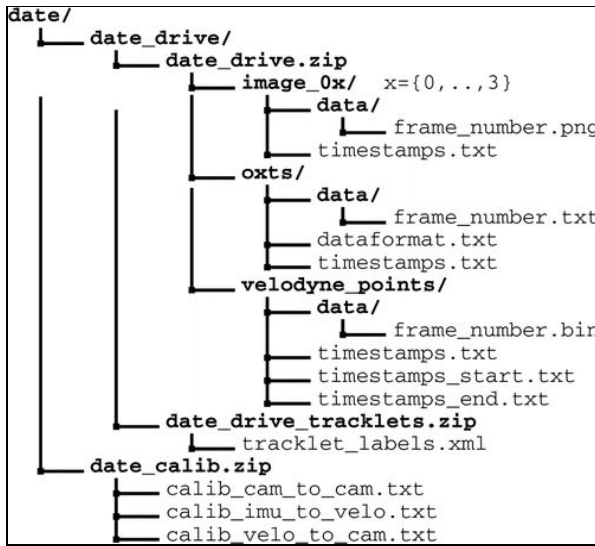 date/
date_drive/
date_drive.zip
image_0x/ x={0,..,3}
data/
frame_number.png
timestamps.txt
oxts/
data/
frame_number.txt
dataformat.txt
timestamps.txt
velodyne_points/
data/
frame_number.bin
timestamps.txt
timestamps_start.txt
timestamps_end.txt
date_drive_tracklets.zip
tracklet_labels.xml
date_calib.zip
calib_cam_to_cam.txt
calib_imu_to_velo.txt
calib_velo_to_cam.txt